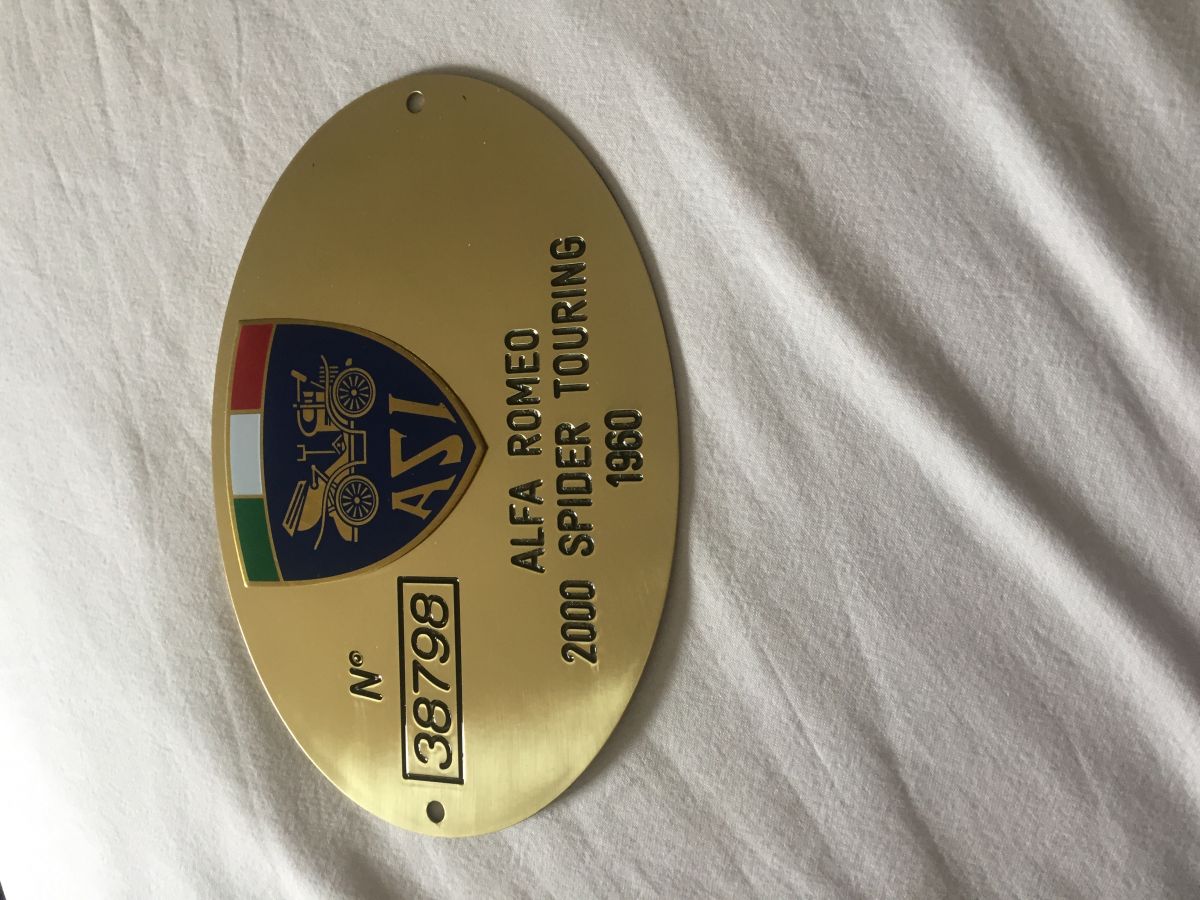 N°
38798
ASI
ALFA ROMEO
2000 SPIDER TOURING
1960